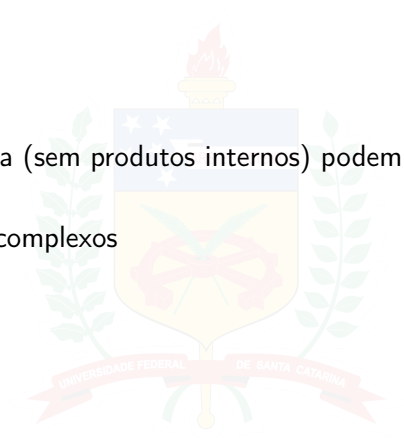 a (sem produtos internos) podem
complexos
UNIVERSIDADE FEDERAL DE SANTA CATARINA